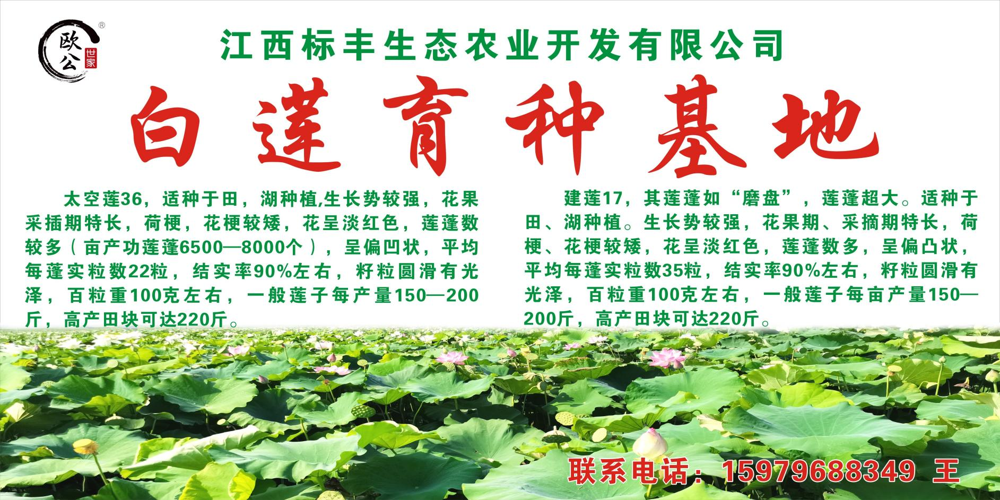 欧公
世家
®
江西标丰生态农业开发有限公司
白莲育种基地
太空莲36，适种于田，湖种植,生长势较强，花果
采插期特长，荷梗，花梗较矮，花呈淡红色，莲蓬数
较多（亩产功莲蓬6500—8000个），呈偏凹状，平均
每蓬实粒数22粒，结实率90%左右，籽粒圆滑有光
泽，百粒重100克左右，一般莲子每产量150—200
斤，高产田块可达220斤。
建莲17，其莲蓬如“磨盘”，莲蓬超大。适种于
田、湖种植。生长势较强，花果期、采摘期特长，荷
梗、花梗较矮，花呈淡红色，莲蓬数多，呈偏凸状，
平均每蓬实粒数35粒，结实率90%左右，籽粒圆滑有
光泽，百粒重100克左右，一般莲子每亩产量150—
200斤，高产田块可达220斤。
联系电话：15979688349 王